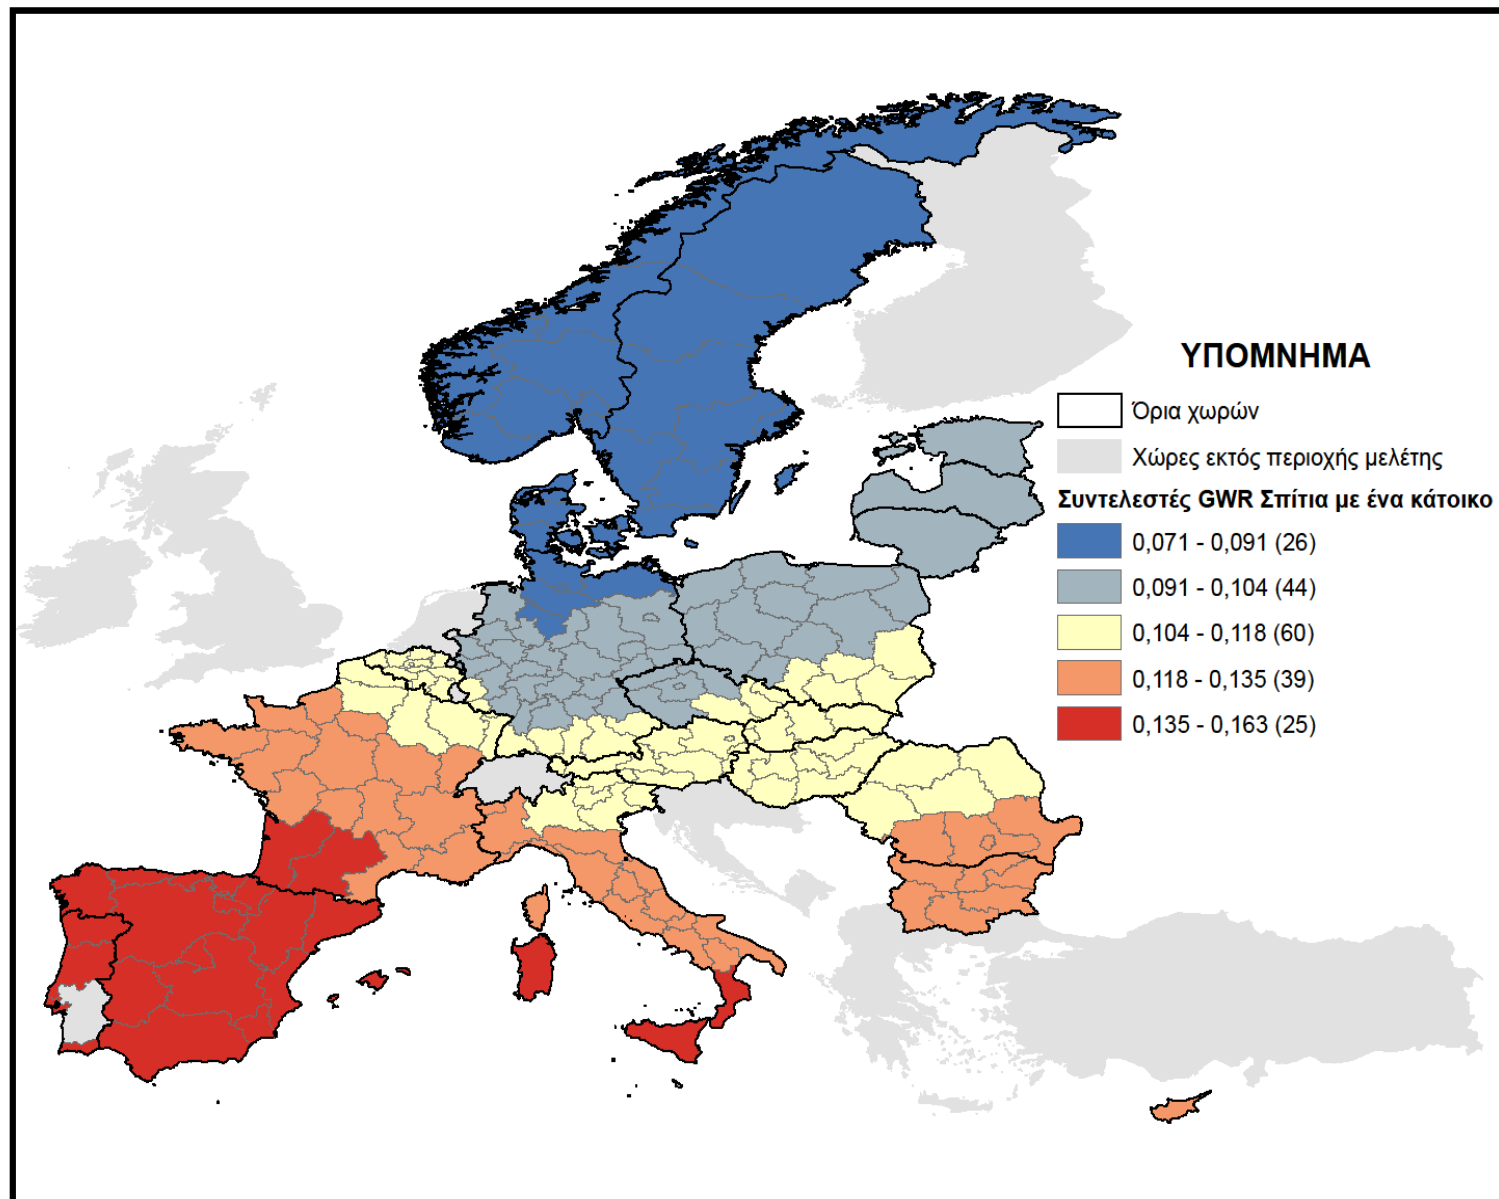 ΥΠΟΜΝΗΜΑ
Όρια χωρών
Χώρες εκτός περιοχής μελέτης
Συντελεστές GWR Σπίτια με ένα κάτοικο
0,071 - 0,091 (26)
0,091 - 0,104 (44)
0,104 - 0,118 (60)
0,118 - 0,135 (39)
0,135 - 0,163 (25)